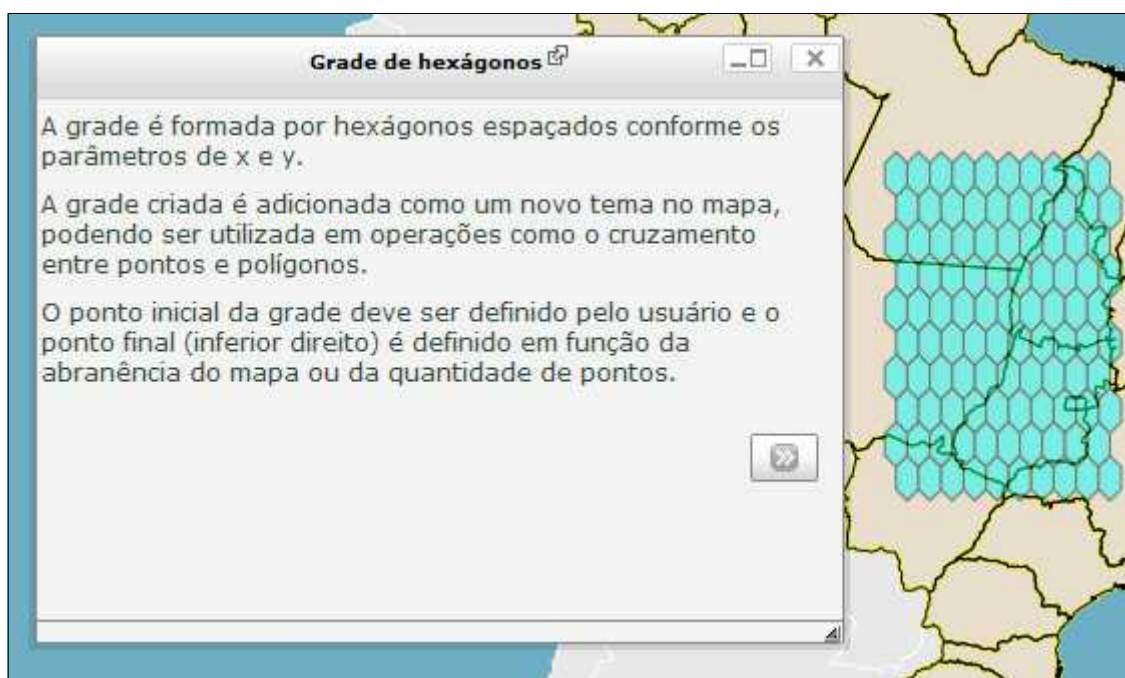 Grade de hexágonos
A grade é formada por hexágonos espaçados conforme os
parâmetros de x e y.
A grade criada é adicionada como um novo tema no mapa,
podendo ser utilizada em operações como o cruzamento
entre pontos e polígonos.
O ponto inicial da grade deve ser definido pelo usuário e o
ponto final (inferior direito) é definido em função da
abranência do mapa ou da quantidade de pontos.